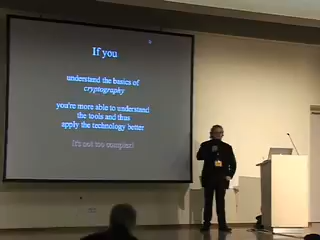 If you
understand the basics of
cryptography
you're more able to understand
the tools and thus
apply the technology better
It's not too complex!